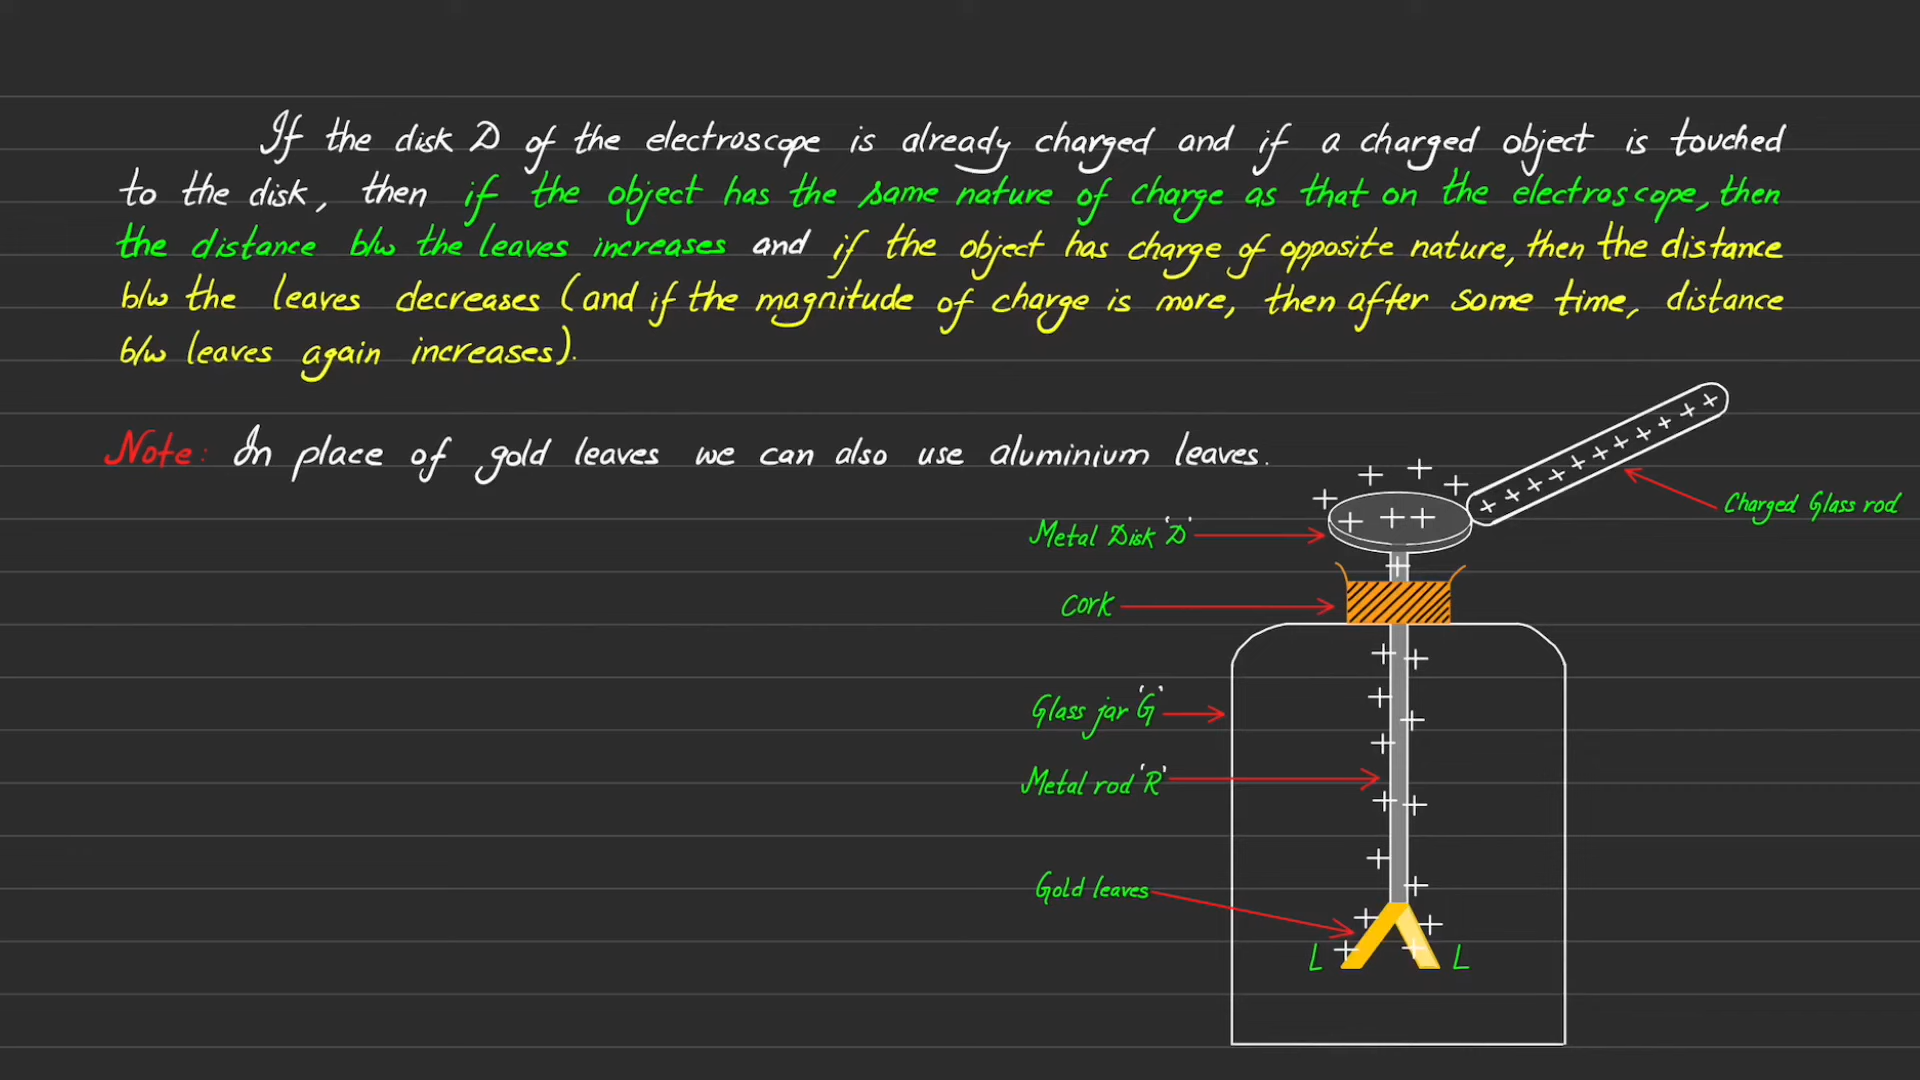 If the disk D of the electroscope is already charged and if a charged object is touched
to the disk, then if the object has the same nature of charge as that on the electroscope, then
the distance b/w the leaves increases and if the object has charge of opposite nature, then the distance
b/w the leaves decreases (and if the magnitude of charge is more, then after some time, distance
b/w leaves again increases).
Note: In place of gold leaves we can also use aluminium leaves.
Charged Glass rod
Metal Disk 'D'
Cork
Glass jar 'G'
Metal rod 'R'
Gold leaves
L L